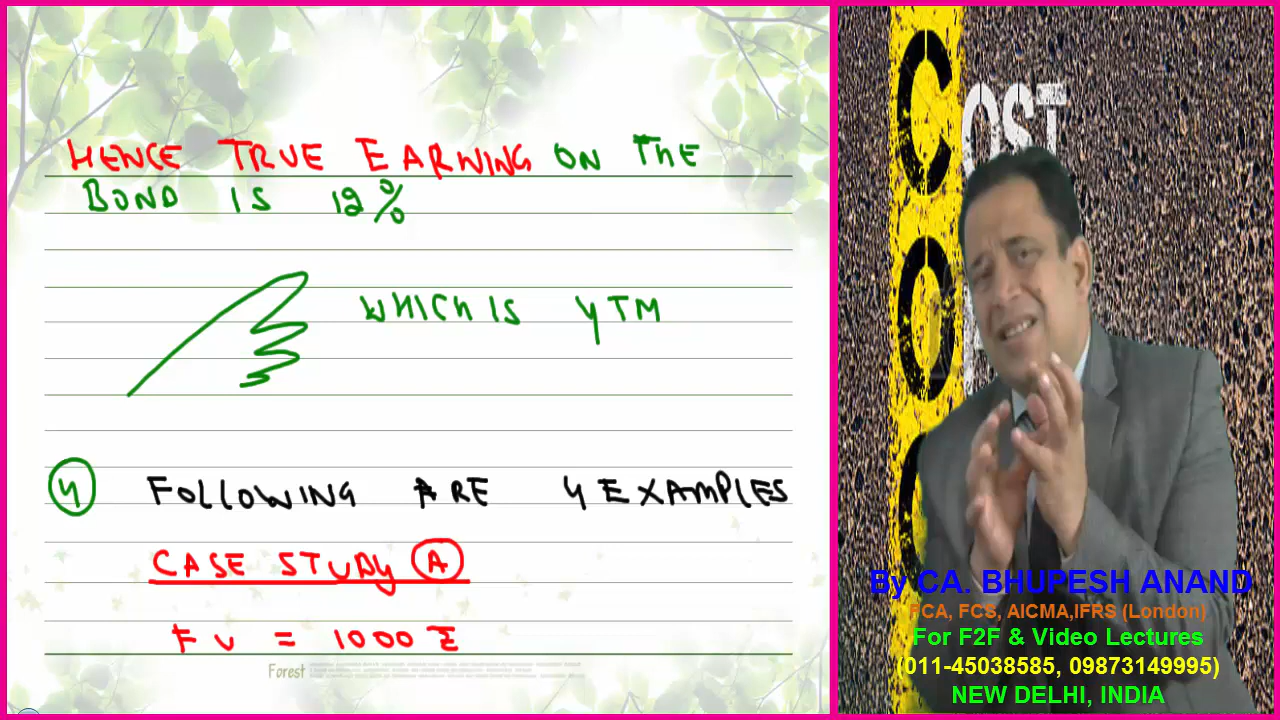 HENCE TRUE EARNING ON THE
BOND IS 12%
WHICH IS YTM
4 FOLLOWING ARE 4 EXAMPLES
CASE STUDY A
FV = 1000 ₹
Forest
COST
By CA. BHUPESH ANAND
FCA, FCS, AICMA,IFRS (London)
For F2F & Video Lectures
(011-45038585, 09873149995)
NEW DELHI, INDIA